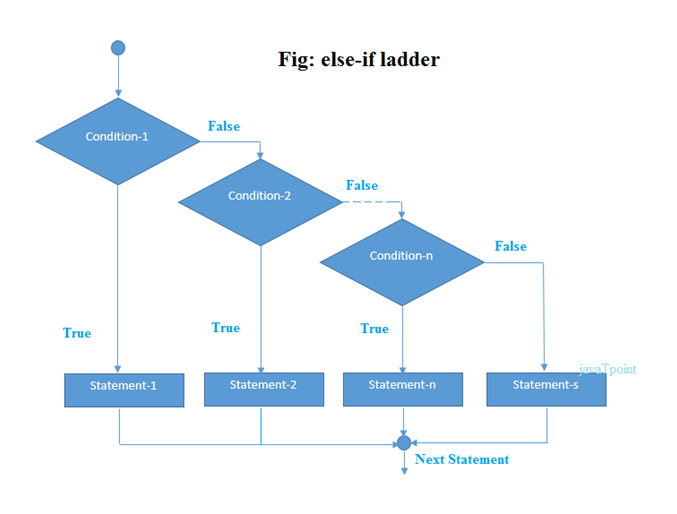 Fig: else-if ladder
Condition-1
False
Condition-2
False
Condition-n
False
True
True
True
javaTpoint
Statement-1
Statement-2
Statement-n
Statement-s
Next Statement